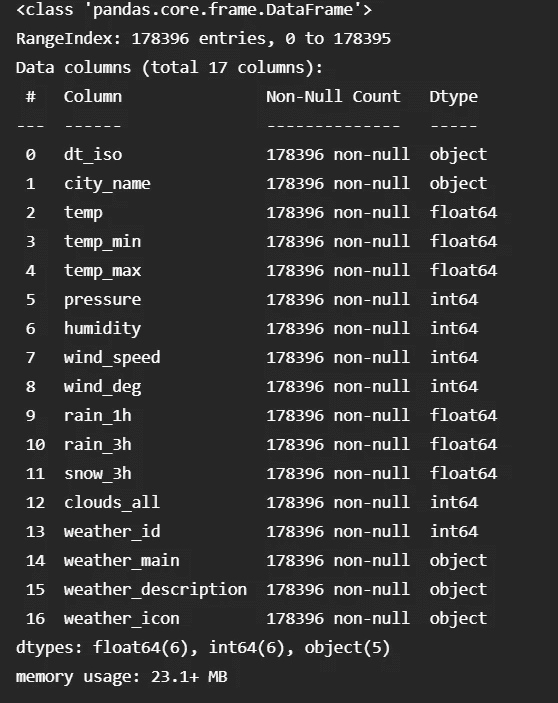 <class 'pandas.core.frame.DataFrame'>
RangeIndex: 178396 entries, 0 to 178395
Data columns (total 17 columns):
 #   Column               Non-Null Count   Dtype
---  ------               --------------   -----
 0   dt_iso               178396 non-null  object
 1   city_name            178396 non-null  object
 2   temp                 178396 non-null  float64
 3   temp_min             178396 non-null  float64
 4   temp_max             178396 non-null  float64
 5   pressure             178396 non-null  int64
 6   humidity             178396 non-null  int64
 7   wind_speed           178396 non-null  int64
 8   wind_deg             178396 non-null  int64
 9   rain_1h              178396 non-null  float64
 10  rain_3h              178396 non-null  float64
 11  snow_3h              178396 non-null  float64
 12  clouds_all           178396 non-null  int64
 13  weather_id           178396 non-null  int64
 14  weather_main         178396 non-null  object
 15  weather_description  178396 non-null  object
 16  weather_icon         178396 non-null  object
dtypes: float64(6), int64(6), object(5)
memory usage: 23.1+ MB